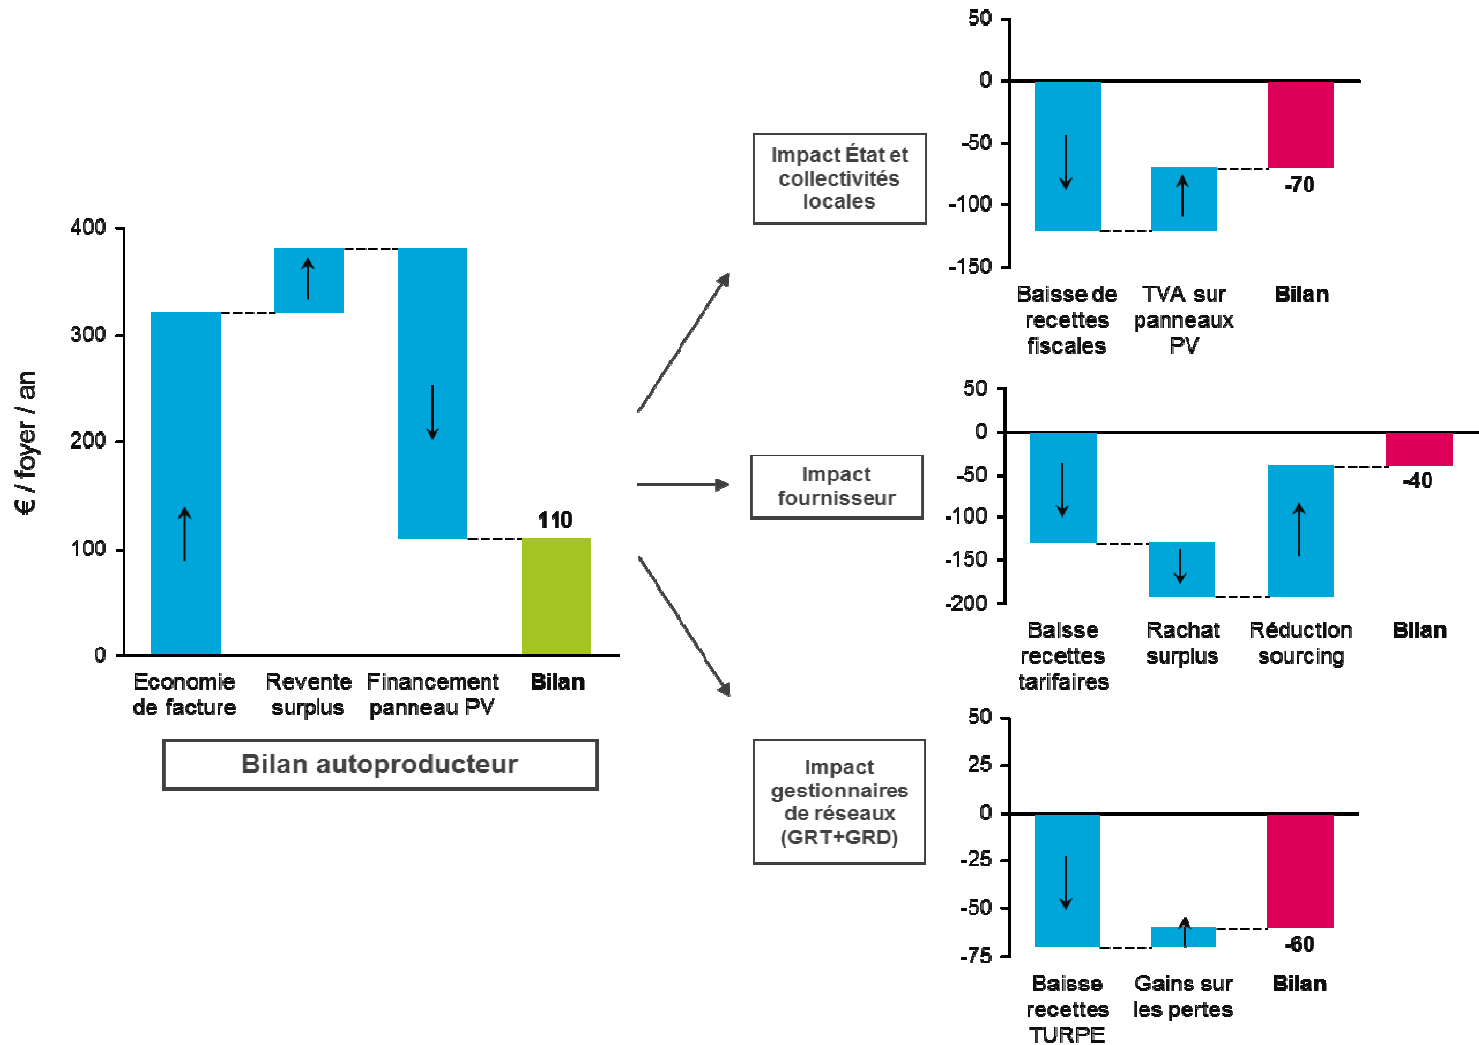 € / foyer / an
400
300
200
100
0
110
Economie
de facture
Revente
surplus
Financement
panneau PV
Bilan
Bilan autoproducteur
Impact État et
collectivités
locales
50
0
-50
-100
-150
-70
Baisse de
recettes
fiscales
TVA sur
panneaux
PV
Bilan
Impact
fournisseur
50
0
-50
-100
-150
-200
-40
Baisse
recettes
tarifaires
Rachat
surplus
Réduction
sourcing
Bilan
Impact
gestionnaires
de réseaux
(GRT+GRD)
50
25
0
-25
-50
-75
-60
Baisse
recettes
TURPE
Gains sur
les pertes
Bilan